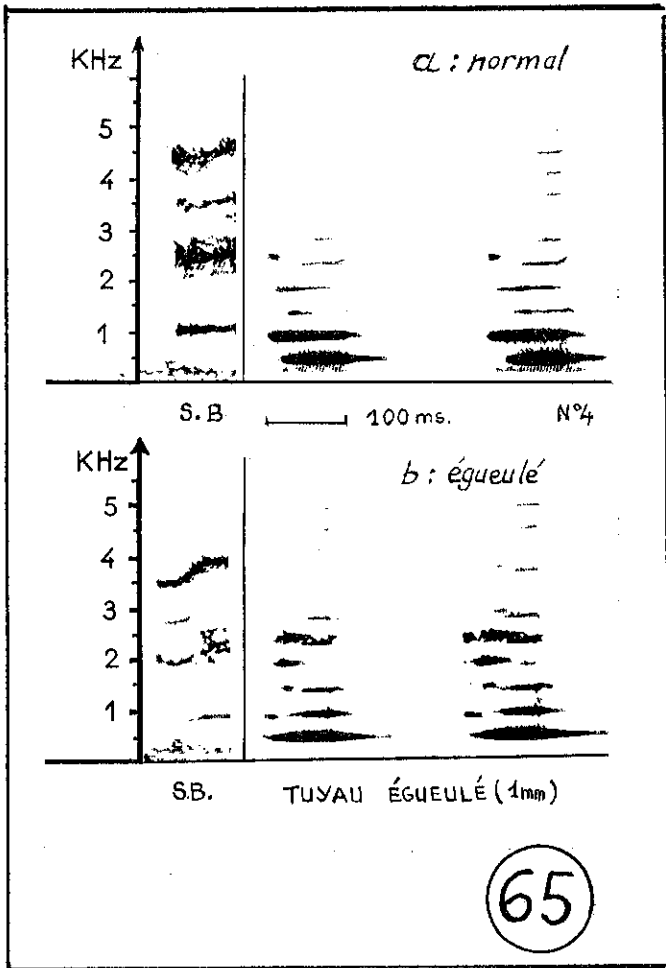 KHz
a : normal
5
4
3
2
1
S.B
100 ms.
N°4
KHz
b : égueulé
5
4
3
2
1
S.B.
TUYAU ÉGUEULÉ (1mm)
65